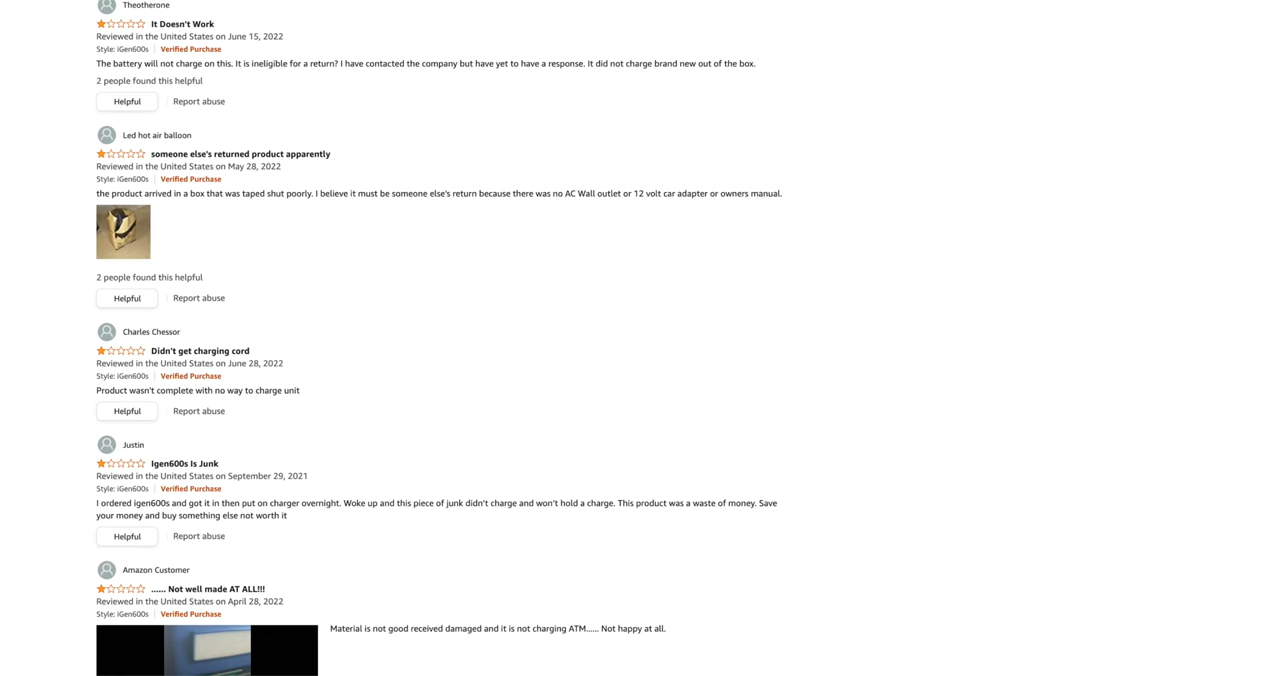 Theotherone
It Doesn't Work
Reviewed in the United States on June 15, 2022
Style: iGen600s | Verified Purchase
The battery will not charge on this. It is ineligible for a return? I have contacted the company but have yet to have a response. It did not charge brand new out of the box.
2 people found this helpful
Helpful | Report abuse
Led hot air balloon
someone else's returned product apparently
Reviewed in the United States on May 28, 2022
Style: iGen600s | Verified Purchase
the product arrived in a box that was taped shut poorly. I believe it must be someone else's return because there was no AC Wall outlet or 12 volt car adapter or owners manual.
2 people found this helpful
Helpful | Report abuse
Charles Chessor
Didn't get charging cord
Reviewed in the United States on June 28, 2022
Style: iGen600s | Verified Purchase
Product wasn't complete with no way to charge unit
Helpful | Report abuse
Justin
Igen600s Is Junk
Reviewed in the United States on September 29, 2021
Style: iGen600s | Verified Purchase
I ordered igen600s and got it in then put on charger overnight. Woke up and this piece of junk didn't charge and won't hold a charge. This product was a waste of money. Save
your money and buy something else not worth it
Helpful | Report abuse
Amazon Customer
...... Not well made AT ALL!!!
Reviewed in the United States on April 28, 2022
Style: iGen600s | Verified Purchase
Material is not good received damaged and it is not charging ATM...... Not happy at all.